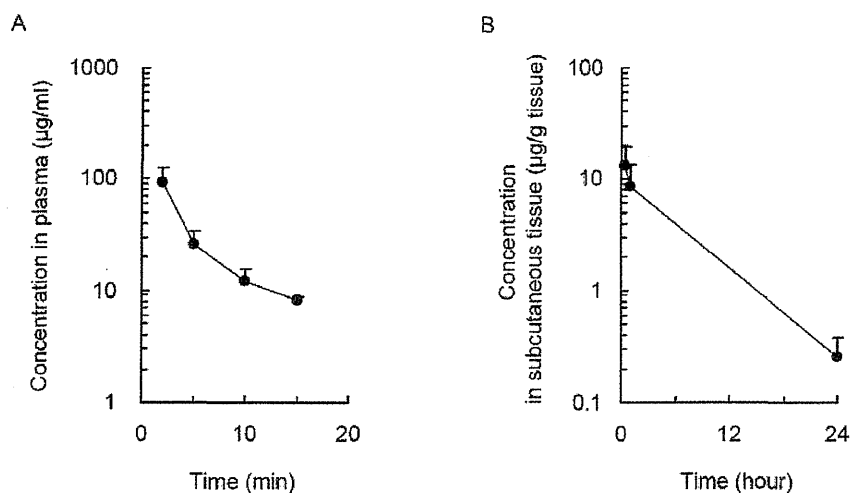 A
1000
100
10
1
0
10
20
Concentration in plasma (µg/ml)
Time (min)
B
100
10
1
0.1
0
12
24
Concentration
in subcutaneous tissue (µg/g tissue)
Time (hour)